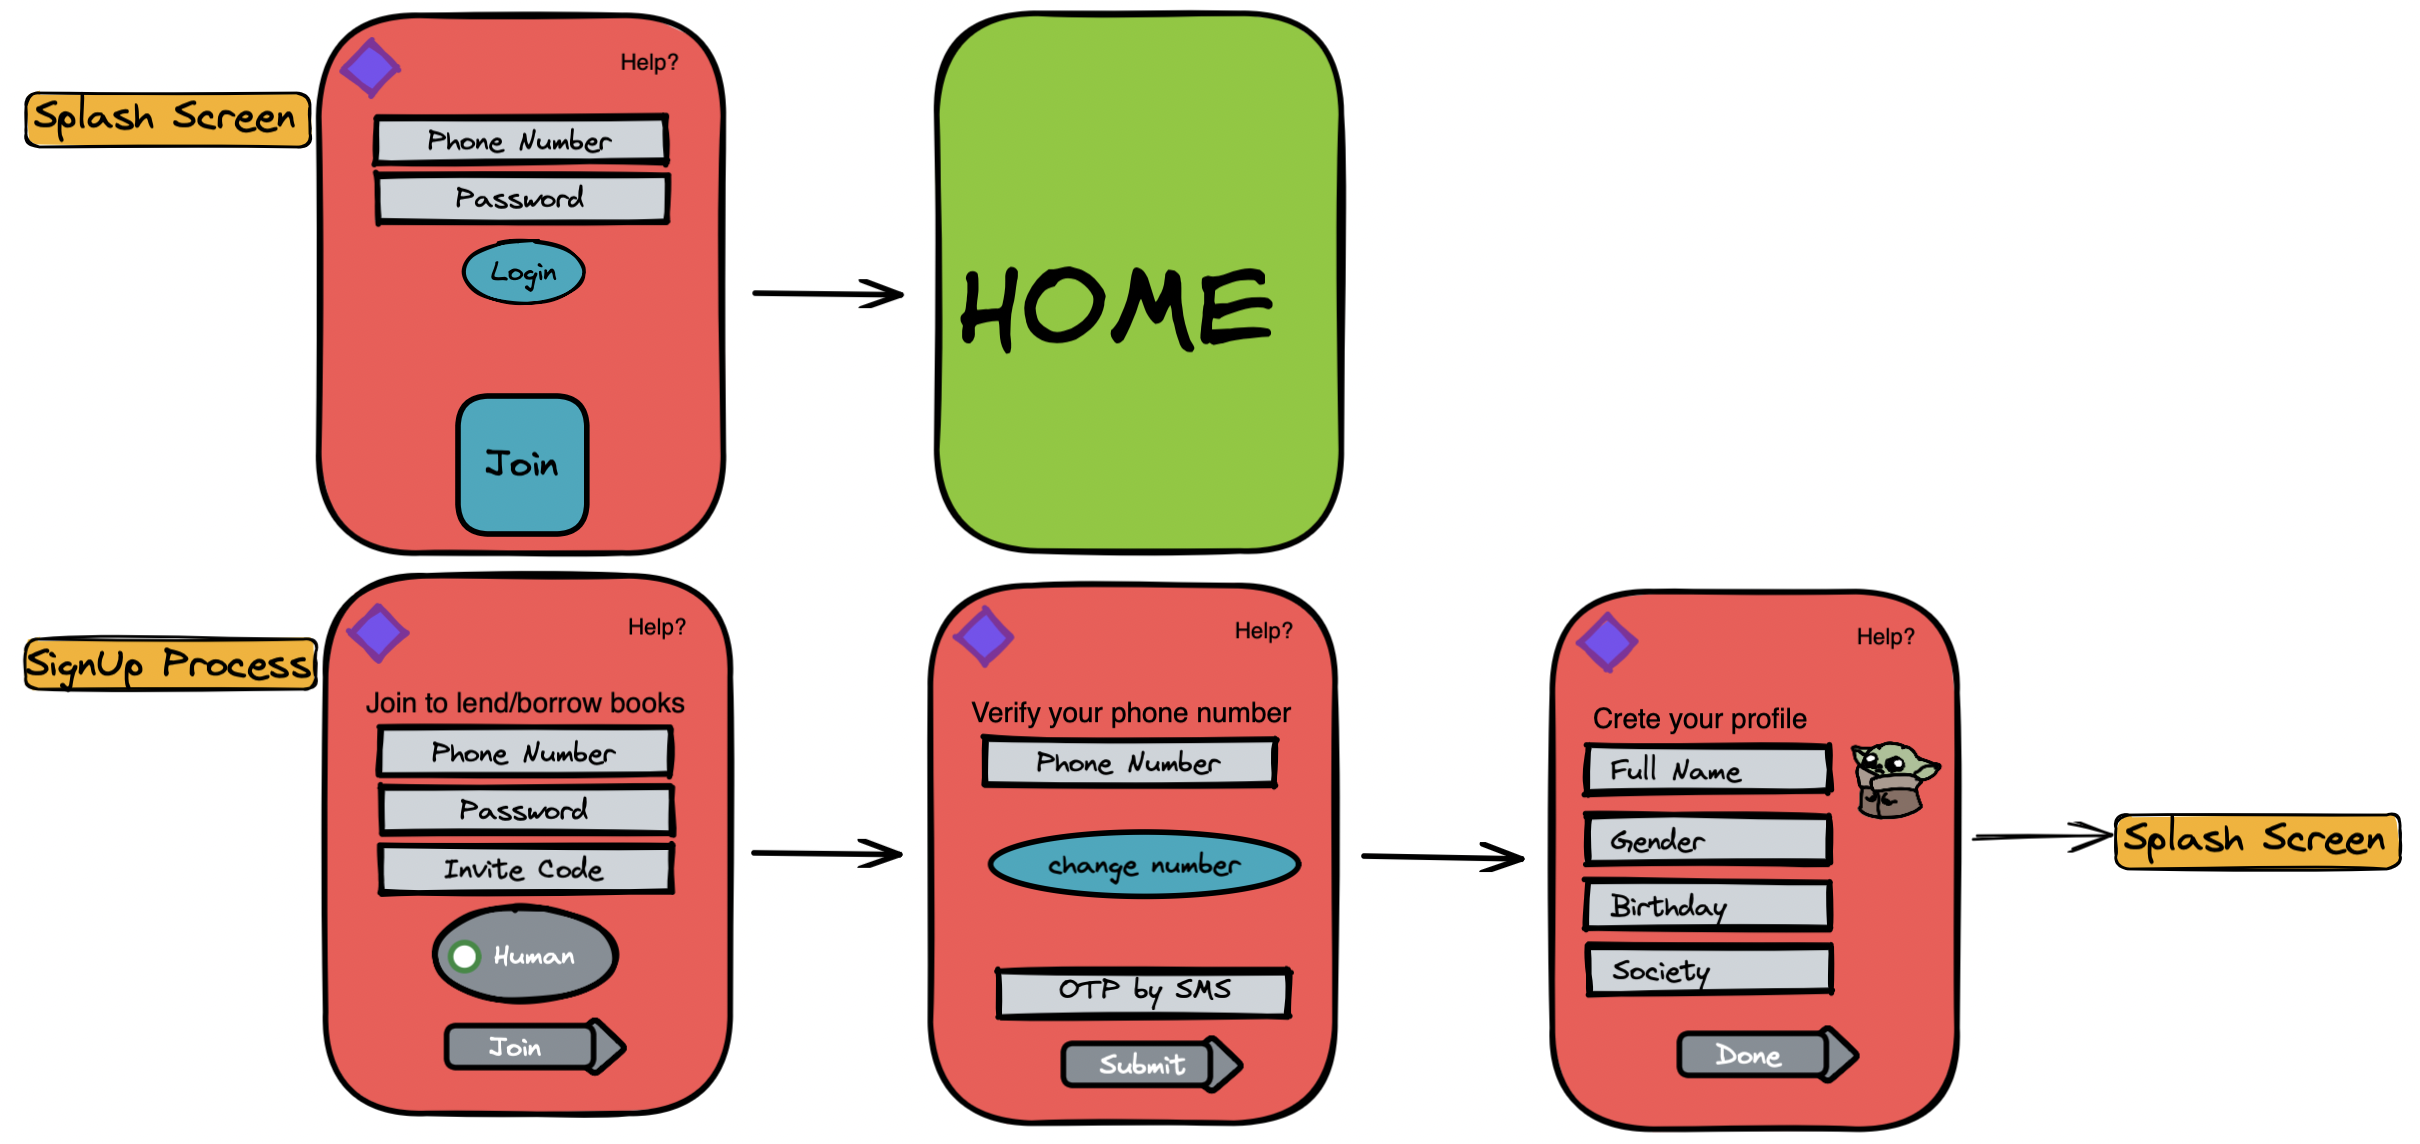 Splash Screen
Help?
Phone Number
Password
Login
Join
HOME
SignUp Process
Help?
Join to lend/borrow books
Phone Number
Password
Invite Code
Human
Join
Help?
Verify your phone number
Phone Number
change number
OTP by SMS
Submit
Help?
Crete your profile
Full Name
Gender
Birthday
Society
Done
Splash Screen